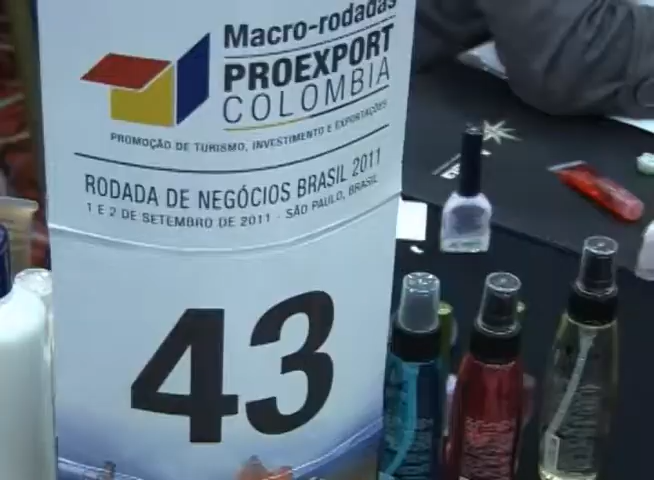 Macro-rodadas
PROEXPORT
COLOMBIA
PROMOÇÃO DE TURISMO, INVESTIMENTO E EXPORTAÇÕES
RODADA DE NEGÓCIOS BRASIL 2011
1 E 2 DE SETEMBRO DE 2011 - SÃO PAULO, BRASIL
43